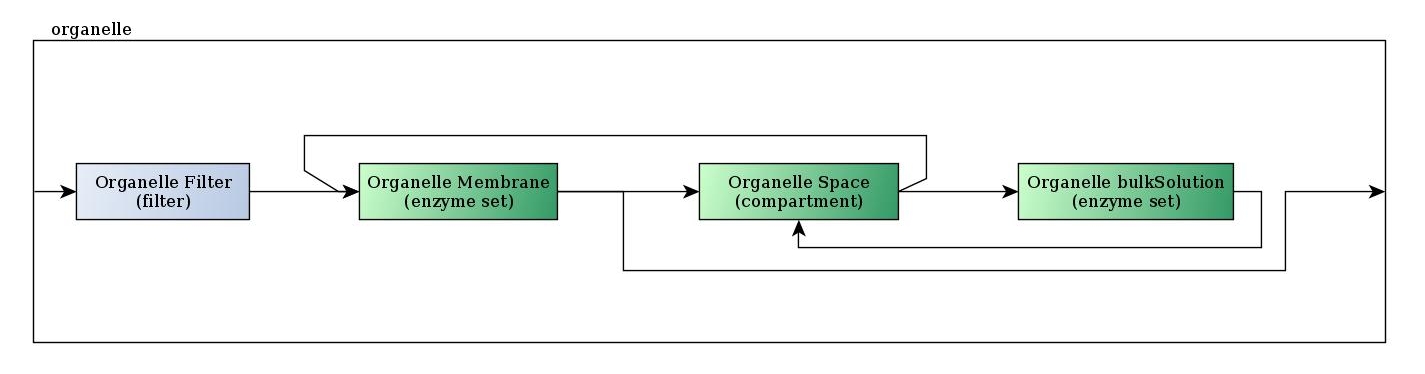 organelle
Organelle Filter
(filter)
Organelle Membrane
(enzyme set)
Organelle Space
(compartment)
Organelle bulkSolution
(enzyme set)